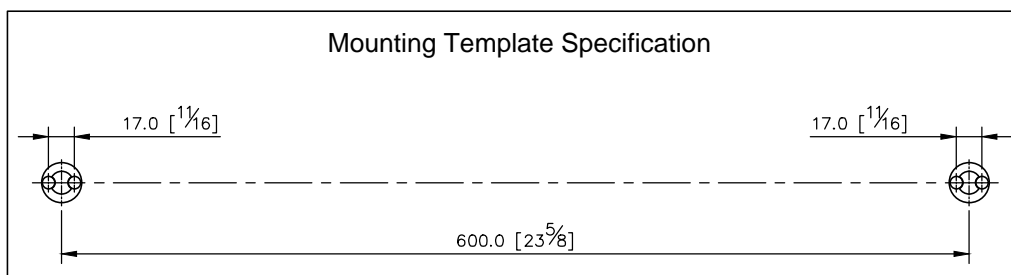 Mounting Template Specification
17.0 [11/16]
17.0 [11/16]
600.0 [23 5/8]